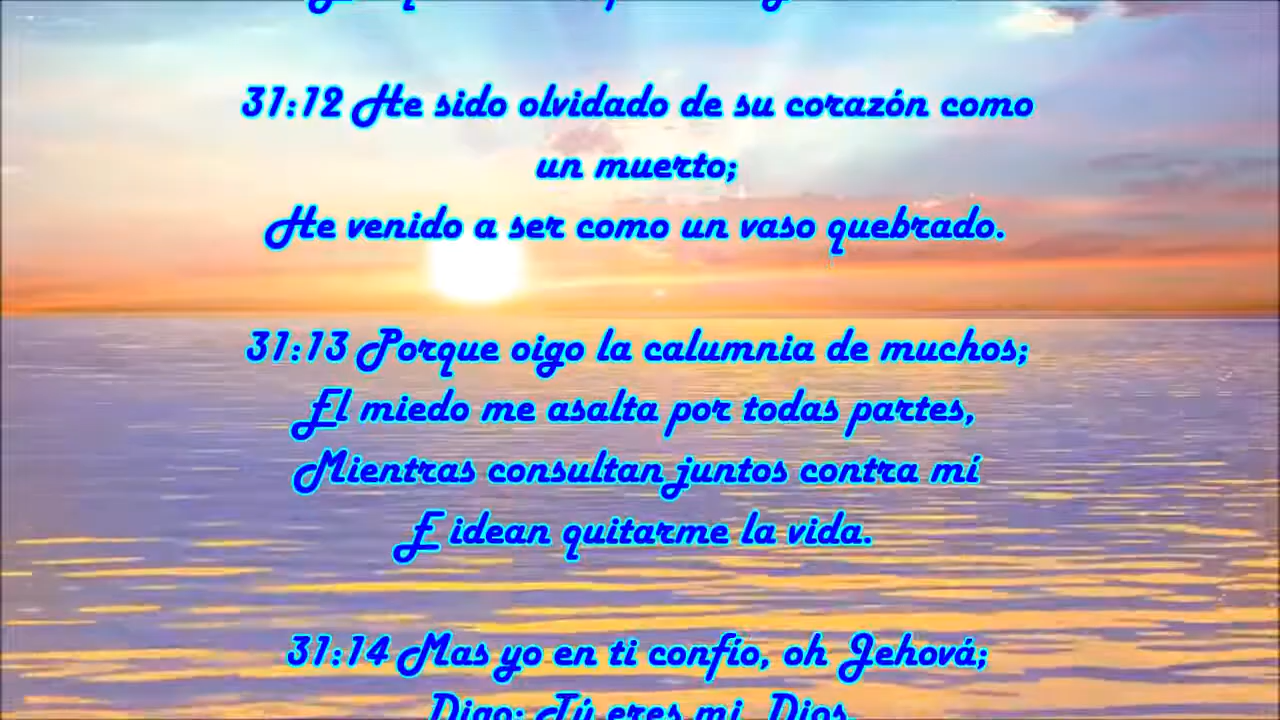 31:12 He sido olvidado de su corazón como
un muerto;
He venido a ser como un vaso quebrado.
31:13 Porque oigo la calumnia de muchos;
El miedo me asalta por todas partes,
Mientras consultan juntos contra mí
E idean quitarme la vida.
31:14 Mas yo en ti confío, oh Jehová;
Digo: Tú eres mi Dios.